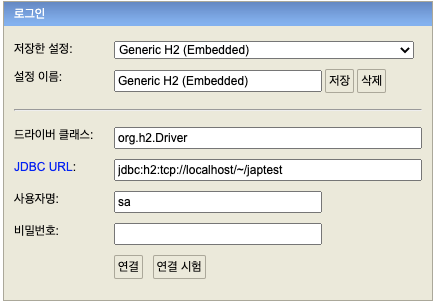 로그인
저장한 설정: Generic H2 (Embedded)
설정 이름: Generic H2 (Embedded) 저장 삭제
드라이버 클래스: org.h2.Driver
JDBC URL: jdbc:h2:tcp://localhost/~/japtest
사용자명: sa
비밀번호:
연결 연결 시험